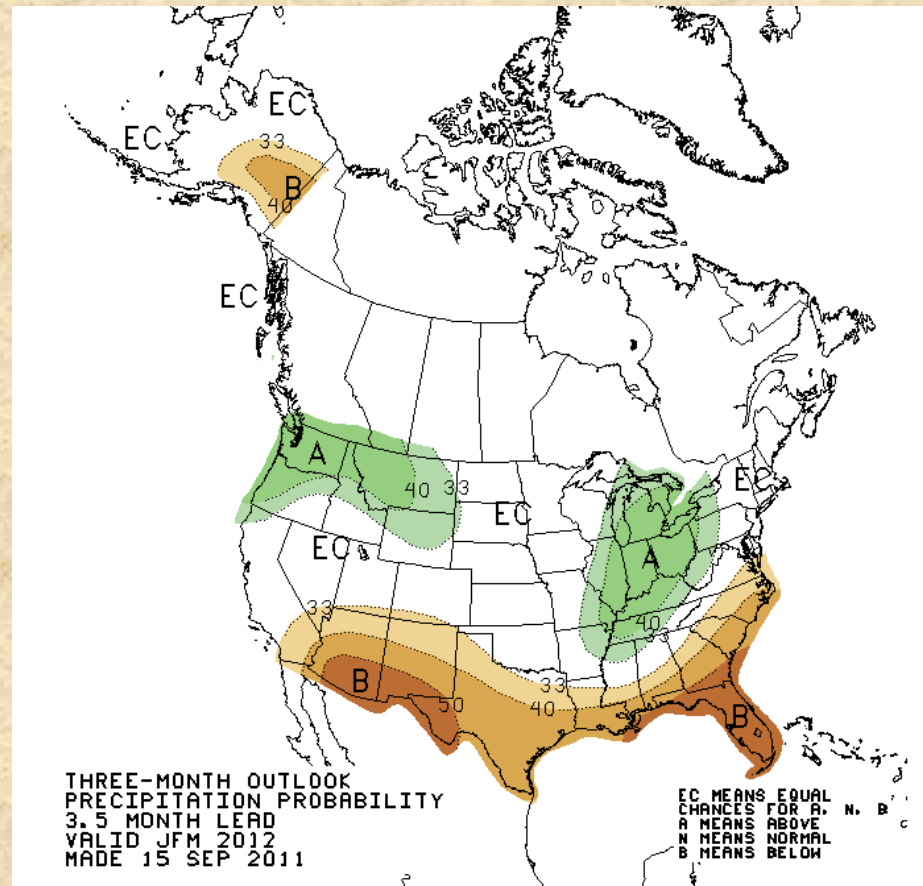 EC
EC
33
B
40
EC
A
40
33
EC
EC
EC
A
40
33
33
B
50
33
40
B
THREE-MONTH OUTLOOK
PRECIPITATION PROBABILITY
3.5 MONTH LEAD
VALID JFM 2012
MADE 15 SEP 2011
EC MEANS EQUAL
CHANCES FOR A, N, B
A MEANS ABOVE
N MEANS NORMAL
B MEANS BELOW